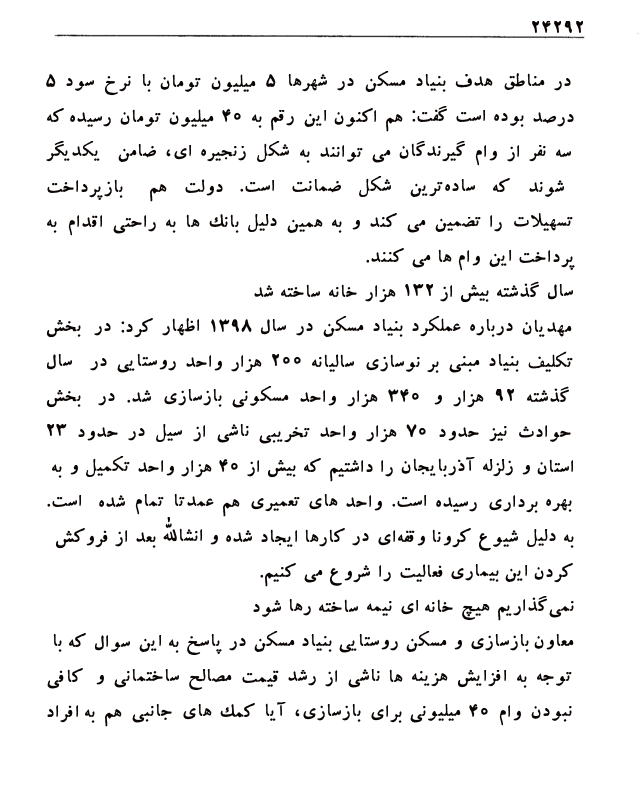 ۲۴۲۹۲
در مناطق هدف بنیاد مسکن در شهرها ۵ میلیون تومان با نرخ سود ۵
درصد بوده است گفت: هم اکنون این رقم به ۴۰ میلیون تومان رسیده که
سه نفر از وام گیرندگان می توانند به شکل زنجیره ای، ضامن یکدیگر
شوند که ساده‌ترین شکل ضمانت است. دولت هم بازپرداخت
تسهیلات را تضمین می کند و به همین دلیل بانك ها به راحتی اقدام به
پرداخت این وام ها می کنند.
سال گذشته بیش از ۱۳۲ هزار خانه ساخته شد
مهدیان درباره عملکرد بنیاد مسکن در سال ۱۳۹۸ اظهار کرد: در بخش
تکلیف بنیاد مبنی بر نوسازی سالیانه ۲۰۰ هزار واحد روستایی در سال
گذشته ۹۲ هزار و ۳۴۰ هزار واحد مسکونی بازسازی شد. در بخش
حوادث نیز حدود ۷۰ هزار واحد تخریبی ناشی از سیل در حدود ۲۳
استان و زلزله آذربایجان را داشتیم که بیش از ۴۰ هزار واحد تکمیل و به
بهره برداری رسیده است. واحد های تعمیری هم عمدتا تمام شده است.
به دلیل شیوع کرونا وقفه‌ای در کارها ایجاد شده و انشالله بعد از فروکش
کردن این بیماری فعالیت را شروع می کنیم.
نمی‌گذاریم هیچ خانه ای نیمه ساخته رها شود
معاون بازسازی و مسکن روستایی بنیاد مسکن در پاسخ به این سوال که با
توجه به افزایش هزینه ها ناشی از رشد قیمت مصالح ساختمانی و کافی
نبودن وام ۴۰ میلیونی برای بازسازی، آیا کمك های جانبی هم به افراد